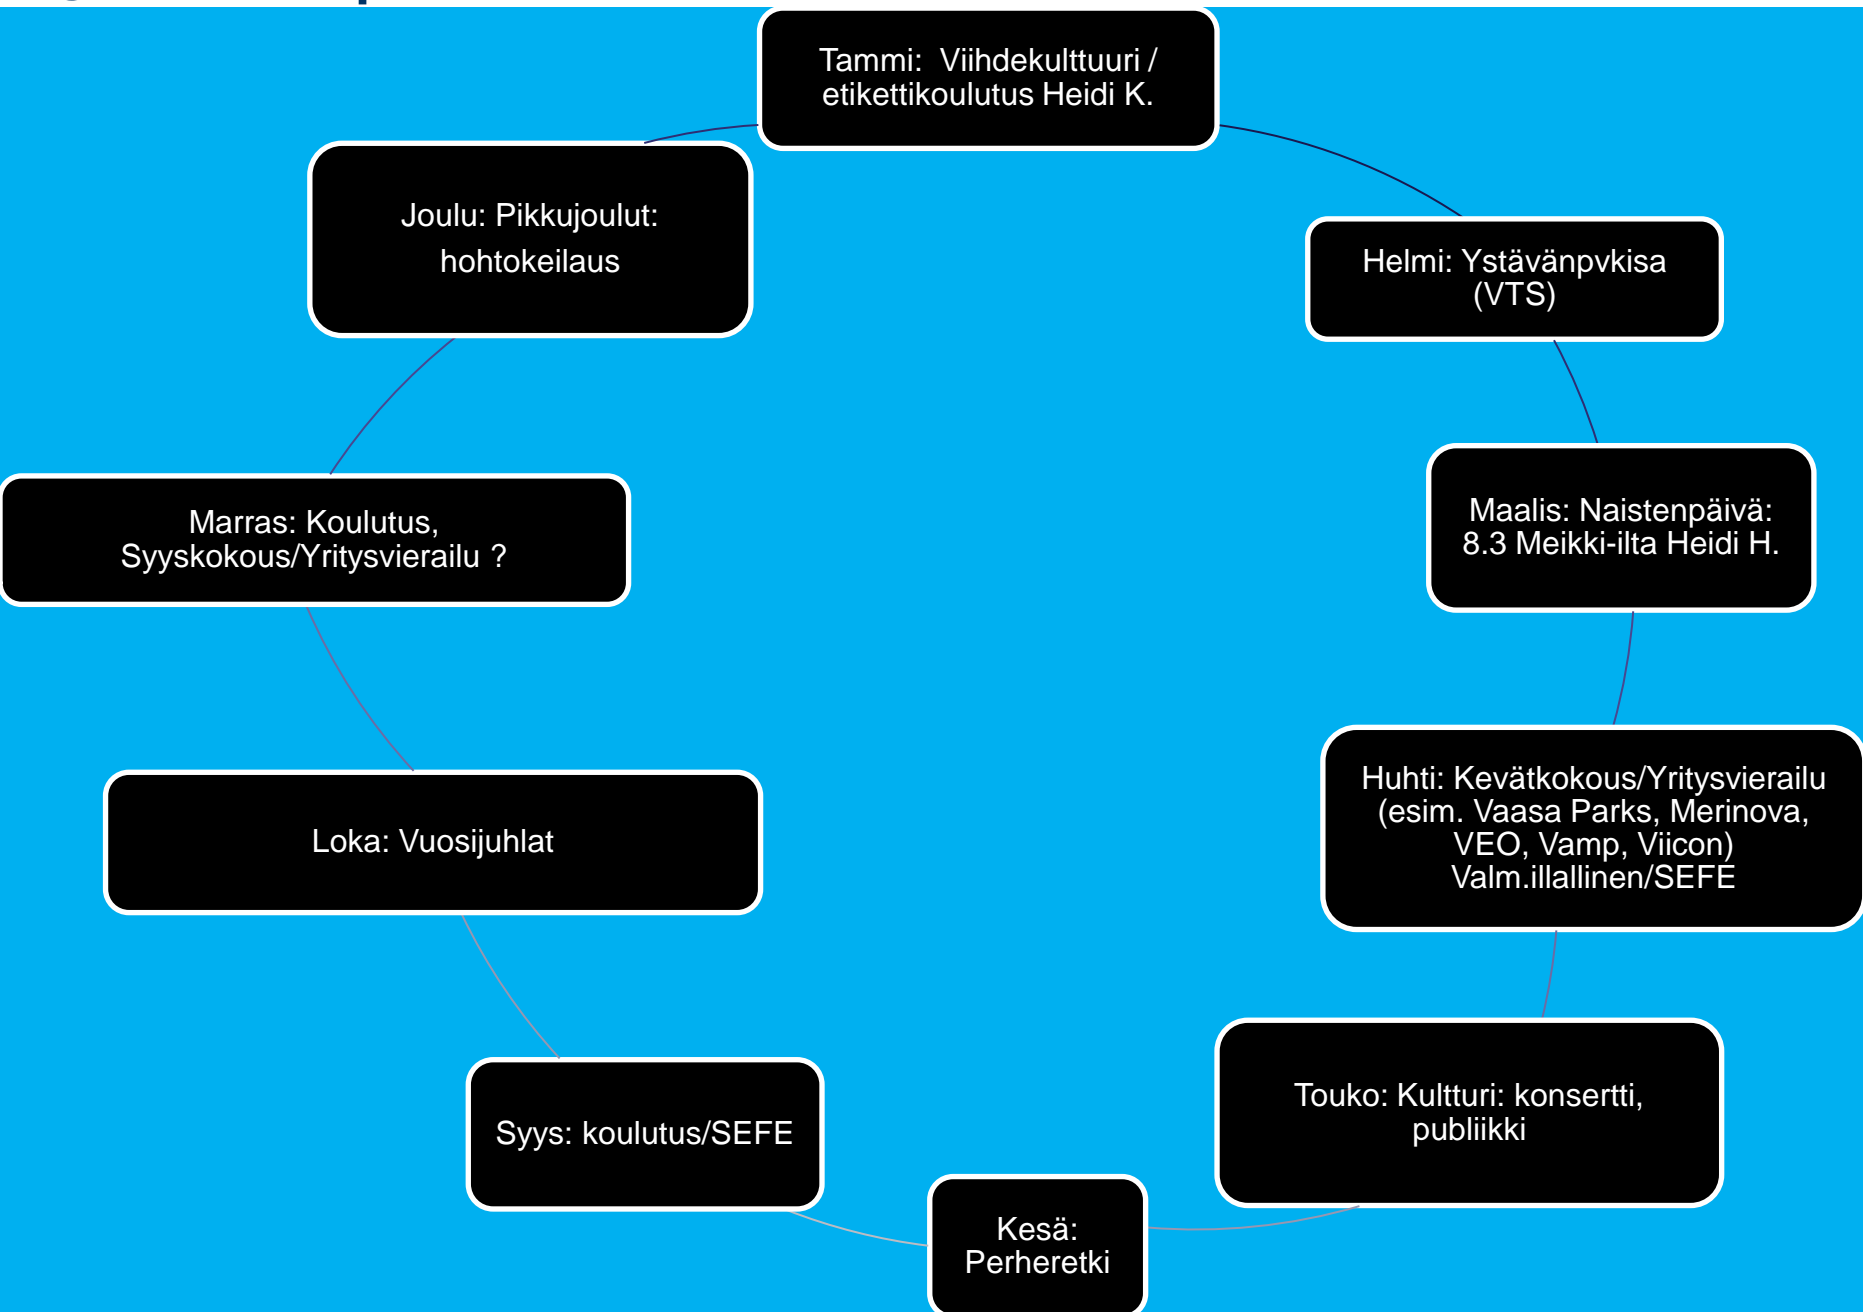 Tammi: Viihdekulttuuri /
etikettikoulutus Heidi K.
Helmi: Ystävänpvkisa
(VTS)
Maalis: Naistenpäivä:
8.3 Meikki-ilta Heidi H.
Huhti: Kevätkokous/Yritysvierailu
(esim. Vaasa Parks, Merinova,
VEO, Vamp, Viicon)
Valm.illallinen/SEFE
Touko: Kultturi: konsertti,
publiikki
Kesä:
Perheretki
Syys: koulutus/SEFE
Loka: Vuosijuhlat
Marras: Koulutus,
Syyskokous/Yritysvierailu ?
Joulu: Pikkujoulut:
hohtokeilaus